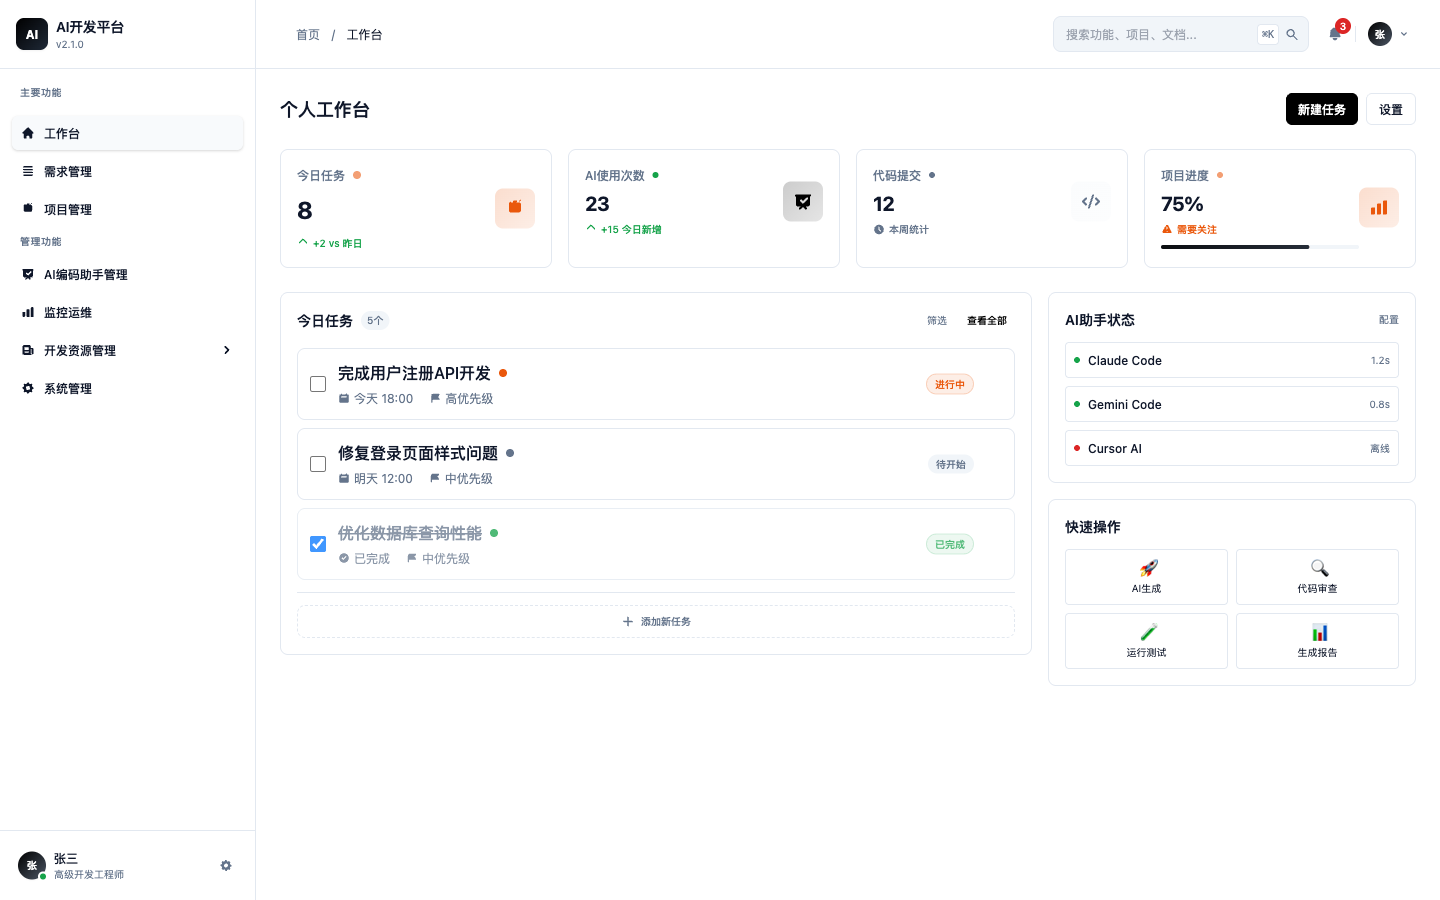 AI
AI开发平台
v2.1.0
主要功能
工作台
需求管理
项目管理
管理功能
AI编码助手管理
监控运维
开发资源管理
系统管理
张
张三
高级开发工程师
首页 / 工作台
搜索功能、项目、文档...
⌘K
3
张
个人工作台
新建任务
设置
今日任务
8
+2 vs 昨日
AI使用次数
23
+15 今日新增
代码提交
12
本周统计
</>
项目进度
75%
需要关注
今日任务 5个
筛选
查看全部
完成用户注册API开发
今天 18:00 高优先级
进行中
修复登录页面样式问题
明天 12:00 中优先级
待开始
优化数据库查询性能
已完成 中优先级
已完成
添加新任务
AI助手状态
配置
Claude Code 1.2s
Gemini Code 0.8s
Cursor AI 离线
快速操作
AI生成
代码审查
运行测试
生成报告